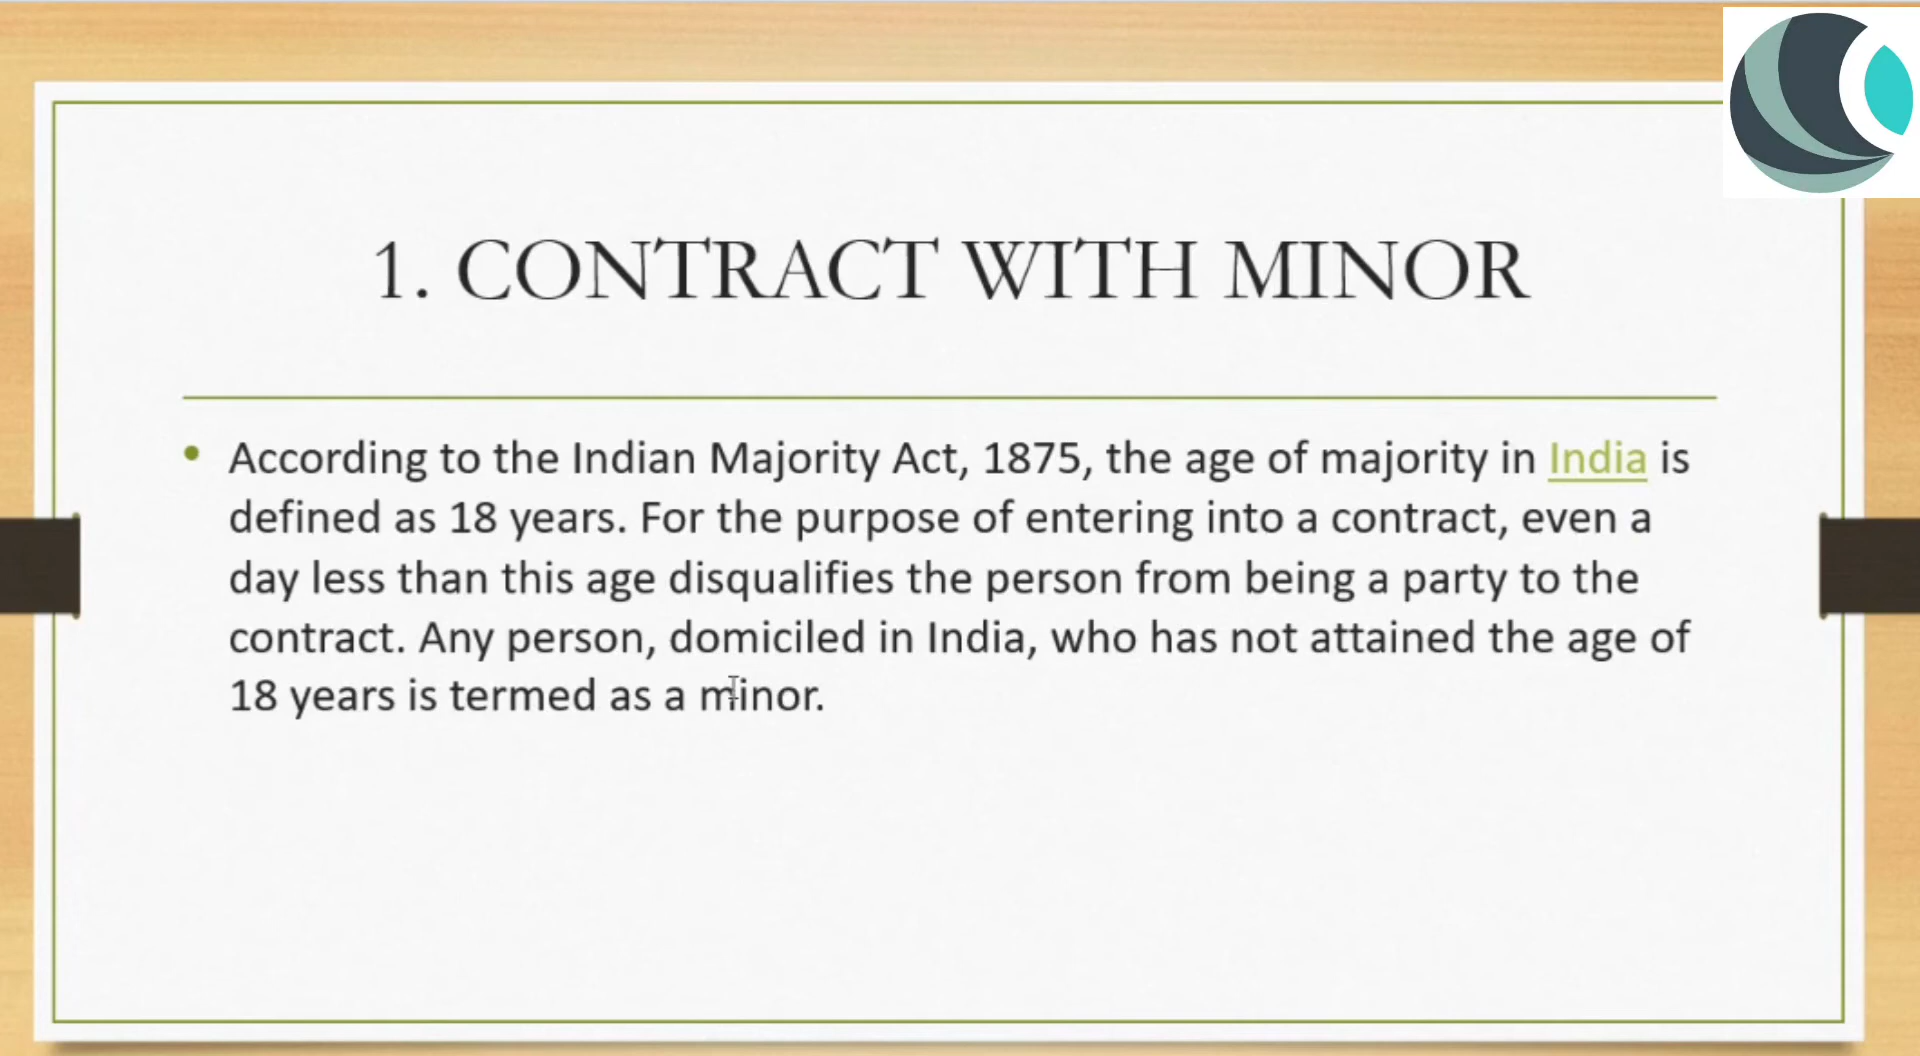 1. CONTRACT WITH MINOR
• According to the Indian Majority Act, 1875, the age of majority in India is
defined as 18 years. For the purpose of entering into a contract, even a
day less than this age disqualifies the person from being a party to the
contract. Any person, domiciled in India, who has not attained the age of
18 years is termed as a minor.